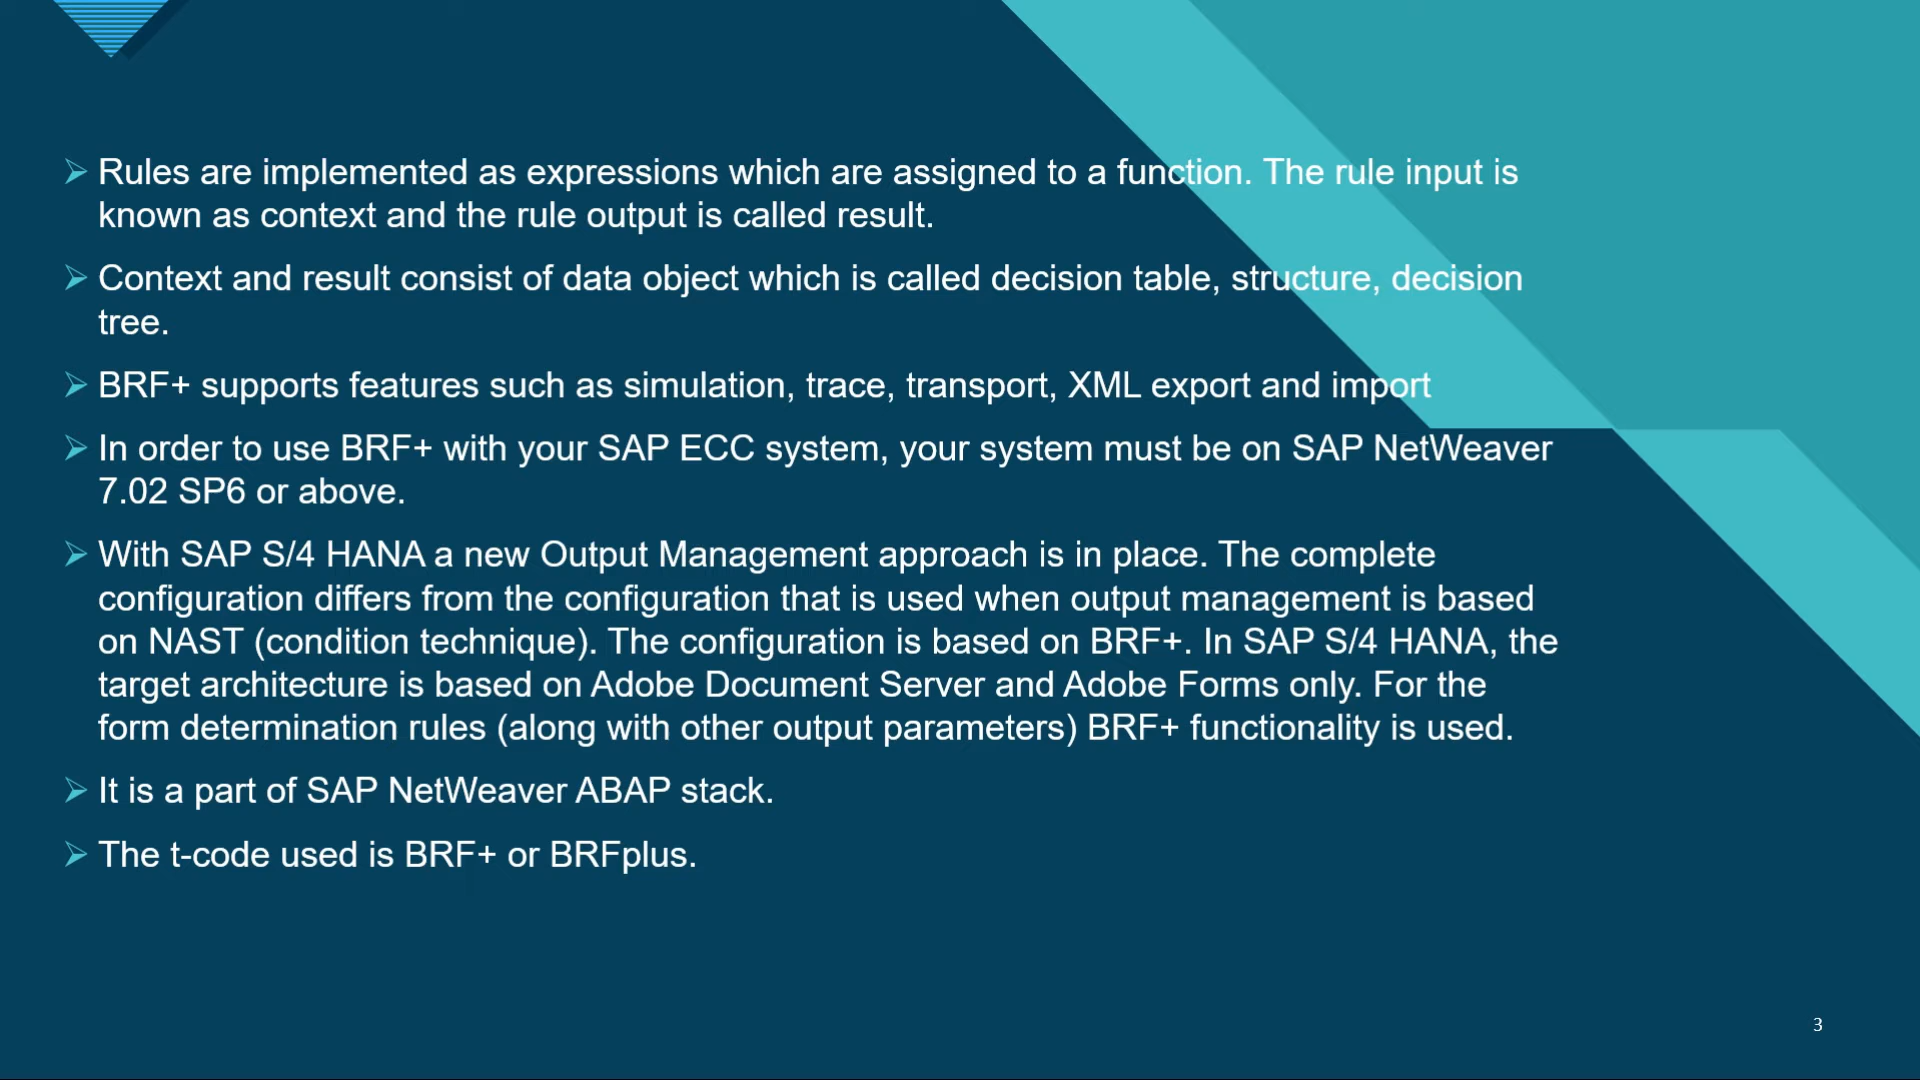 Rules are implemented as expressions which are assigned to a function. The rule input is
known as context and the rule output is called result.
Context and result consist of data object which is called decision table, structure, decision
tree.
BRF+ supports features such as simulation, trace, transport, XML export and import
In order to use BRF+ with your SAP ECC system, your system must be on SAP NetWeaver
7.02 SP6 or above.
With SAP S/4 HANA a new Output Management approach is in place. The complete
configuration differs from the configuration that is used when output management is based
on NAST (condition technique). The configuration is based on BRF+. In SAP S/4 HANA, the
target architecture is based on Adobe Document Server and Adobe Forms only. For the
form determination rules (along with other output parameters) BRF+ functionality is used.
It is a part of SAP NetWeaver ABAP stack.
The t-code used is BRF+ or BRFplus.
3